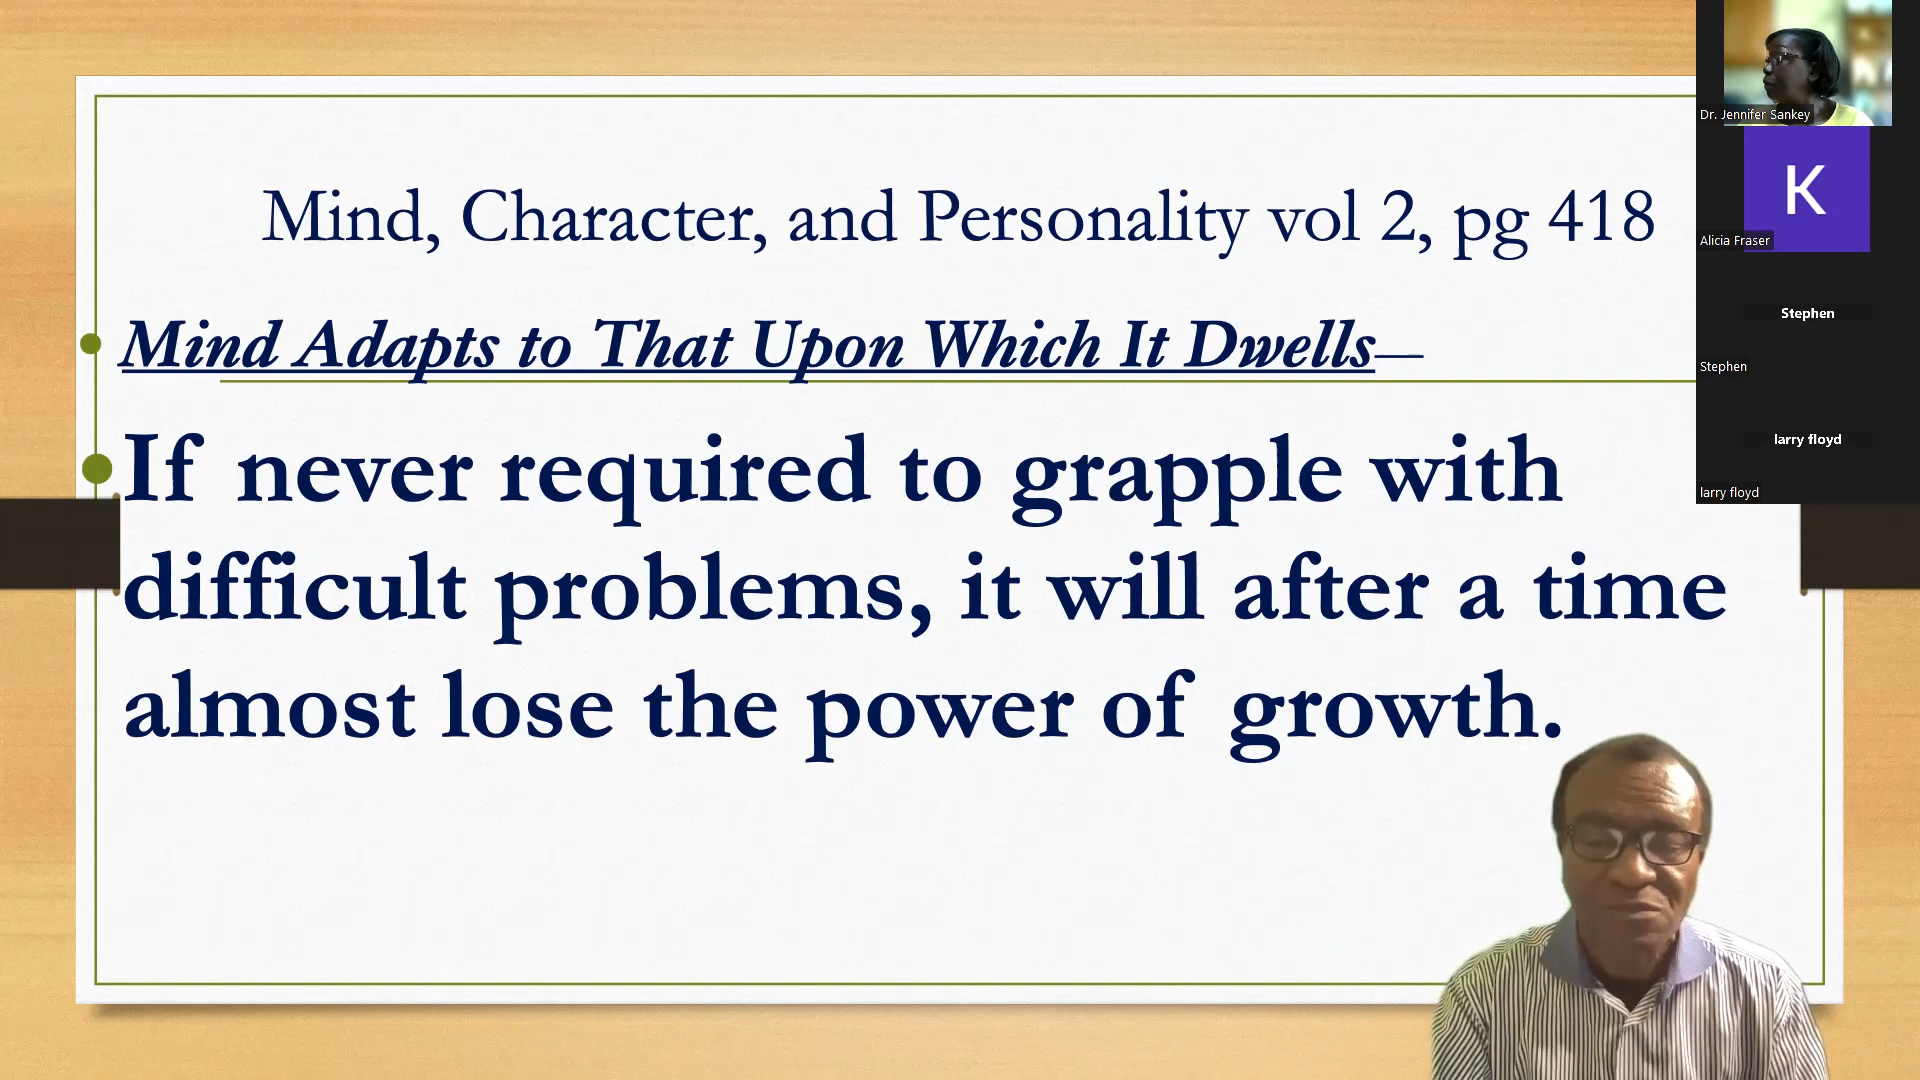 Mind, Character, and Personality vol 2, pg 418
Mind Adapts to That Upon Which It Dwells—
If never required to grapple with
difficult problems, it will after a time
almost lose the power of growth.
Dr. Jennifer Sankey
K
Alicia Fraser
Stephen
Stephen
larry floyd
larry floyd